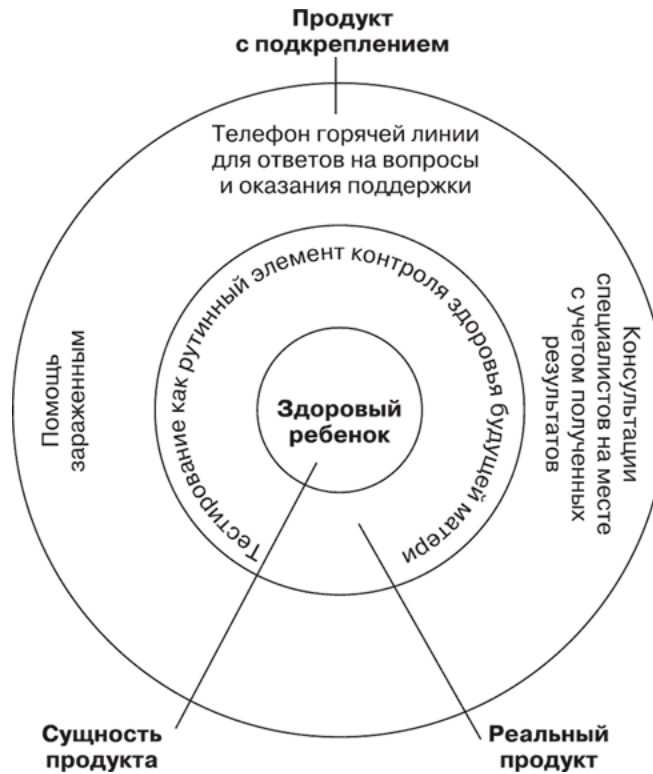 Продукт
с подкреплением
Телефон горячей линии
для ответов на вопросы
и оказания поддержки
Тестирование как рутинный элемент контроля здоровья будущей матери
Помощь
зараженным
Здоровый
ребенок
Консультации
специалистов на месте
с учетом полученных
результатов
Сущность
продукта
Реальный
продукт